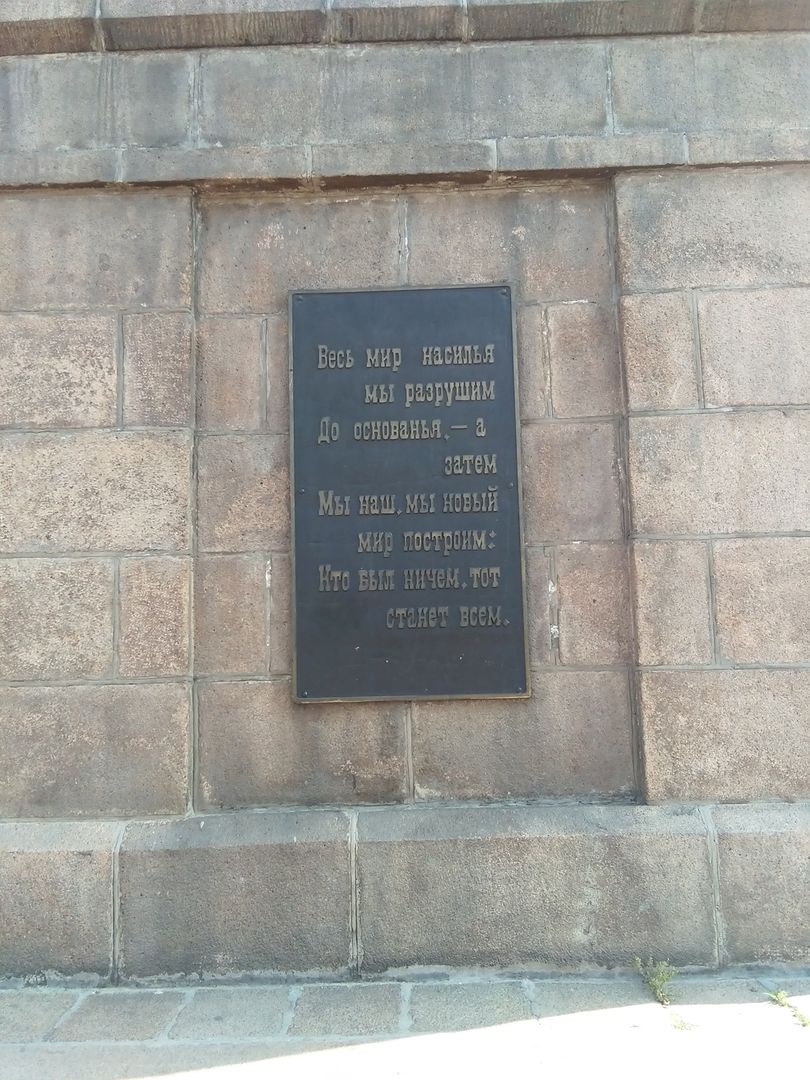 Весь мир насилья
мы разрушим
До основанья,—а
затем
Мы наш, мы новый
мир построим:
Кто был ничем, тот
станет всем.